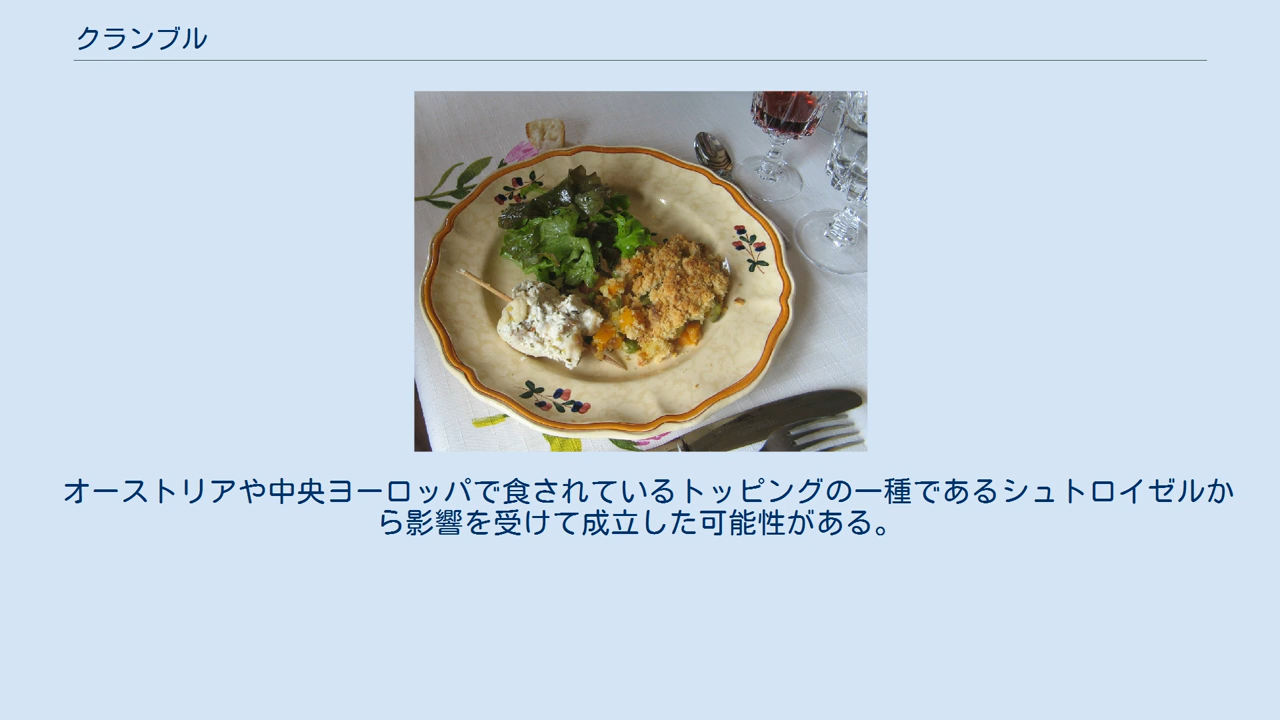 クランブル
オーストリアや中央ヨーロッパで食されているトッピングの一種であるシュトロイゼルか
ら影響を受けて成立した可能性がある。